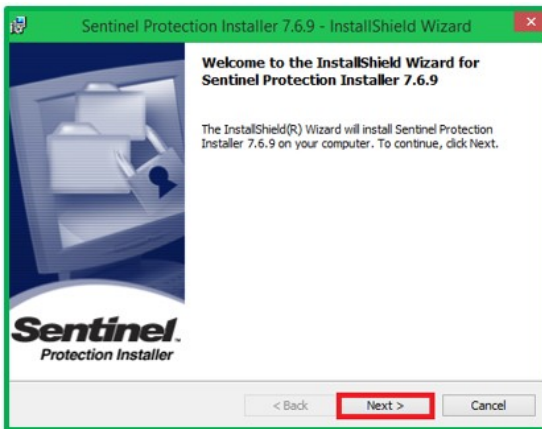 Sentinel Protection Installer 7.6.9 - InstallShield Wizard
Welcome to the InstallShield Wizard for
Sentinel Protection Installer 7.6.9
The InstallShield(R) Wizard will install Sentinel Protection
Installer 7.6.9 on your computer. To continue, click Next.
Sentinel.
Protection Installer
< Back Next > Cancel